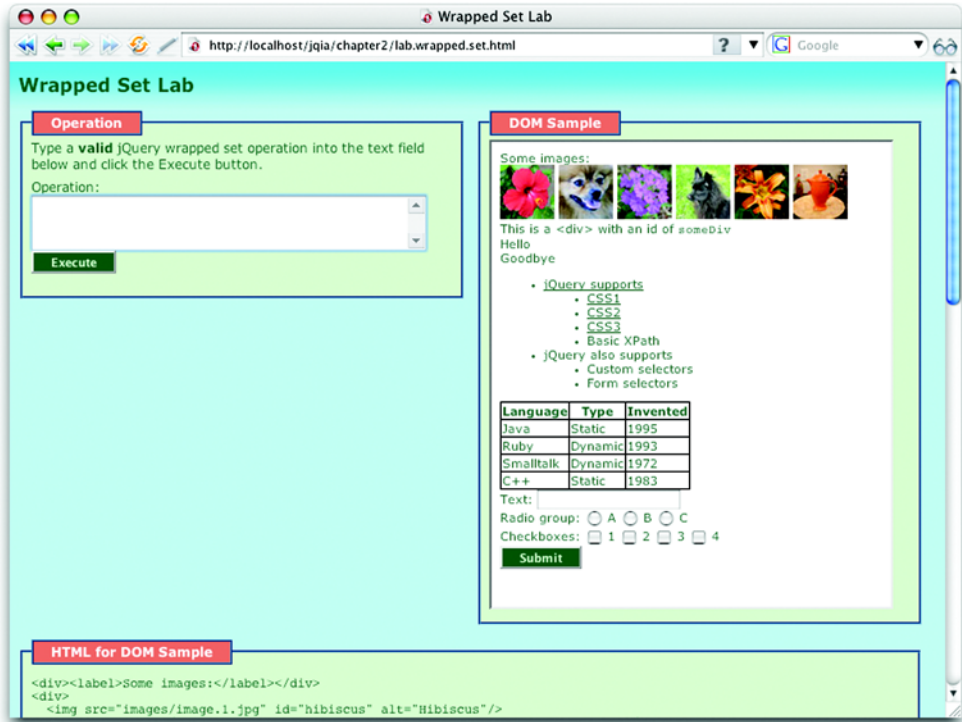 Wrapped Set Lab
http://localhost/jqia/chapter2/lab.wrapped.set.html
?
G Google
Wrapped Set Lab
Operation
Type a valid jQuery wrapped set operation into the text field
below and click the Execute button.
Operation:
Execute
DOM Sample
Some images:
This is a <div> with an id of someDiv
Hello
Goodbye
• jQuery supports
• CSS1
• CSS2
• CSS3
• Basic XPath
• jQuery also supports
• Custom selectors
• Form selectors
Language Type Invented
Java Static 1995
Ruby Dynamic 1993
Smalltalk Dynamic 1972
C++ Static 1983
Text:
Radio group: A B C
Checkboxes: 1 2 3 4
Submit
HTML for DOM Sample
<div><label>Some images:</label></div>
<div>
<img src="images/image.1.jpg" id="hibiscus" alt="Hibiscus"/>